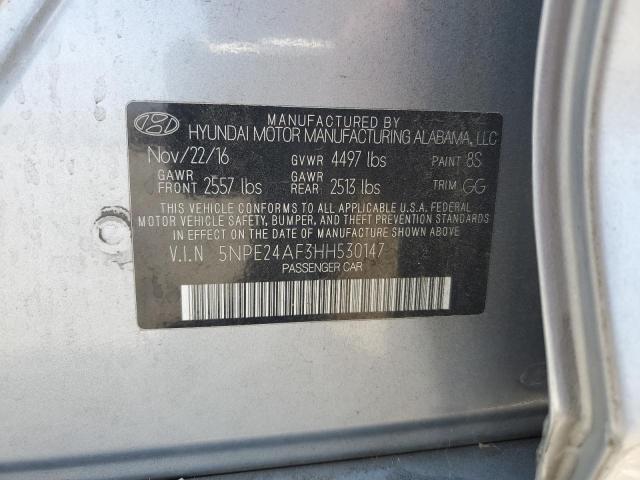 MANUFACTURED BY
HYUNDAI MOTOR MANUFACTURING ALABAMA, LLC
Nov/22/16 GVWR 4497 lbs PAINT 8S
GAWR FRONT 2557 lbs GAWR REAR 2513 lbs TRIM GG
THIS VEHICLE CONFORMS TO ALL APPLICABLE U.S.A. FEDERAL
MOTOR VEHICLE SAFETY, BUMPER, AND THEFT PREVENTION STANDARDS
IN EFFECT ON THE DATE OF MANUFACTURE SHOWN ABOVE
V.I.N 5NPE24AF3HH530147
PASSENGER CAR